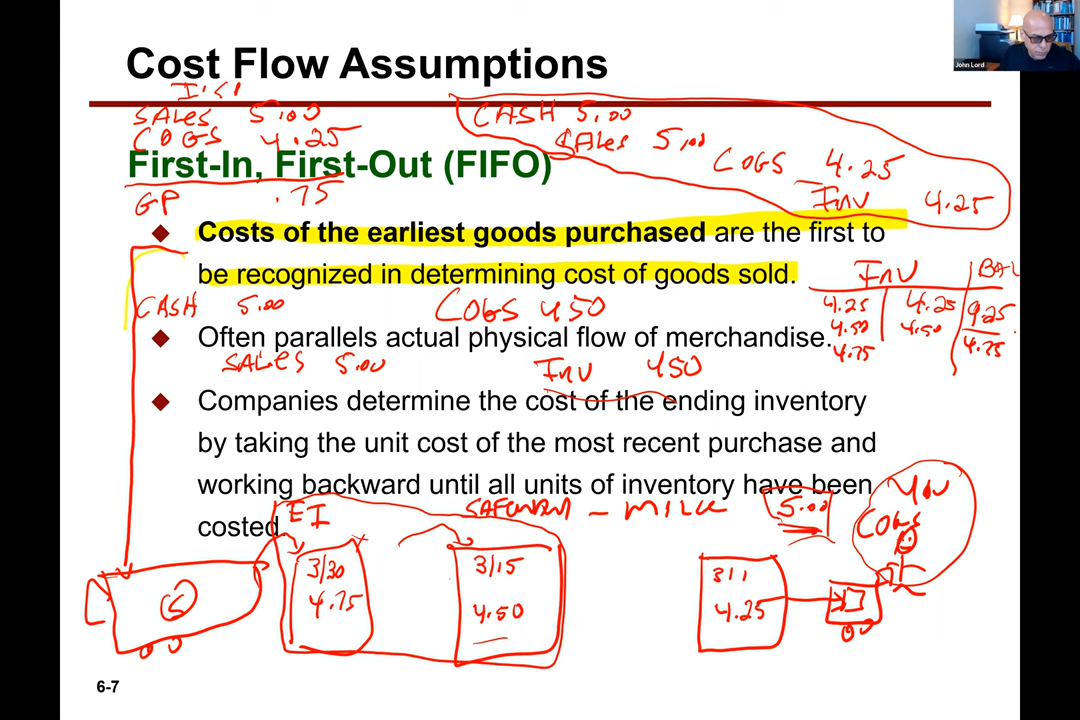 Cost Flow Assumptions
John Lord
SALES 5.00
COGS 4.25
GP .75
CASH 5.00
SALES 5.00
COGS 4.25
INV 4.25
First-In, First-Out (FIFO)
◆ Costs of the earliest goods purchased are the first to
be recognized in determining cost of goods sold.
INV BAL
4.25 4.25 9.25
4.50 4.50
4.75 4.75
CASH 5.00 COGS 450
◆ Often parallels actual physical flow of merchandise.
SALES 5.00 INV 450
◆ Companies determine the cost of the ending inventory
by taking the unit cost of the most recent purchase and
working backward until all units of inventory have been
costed.
EI
MILK 5.00
YOU
COGS
3/30
4.75
3/15
4.50
3/1
4.25
S
6-7